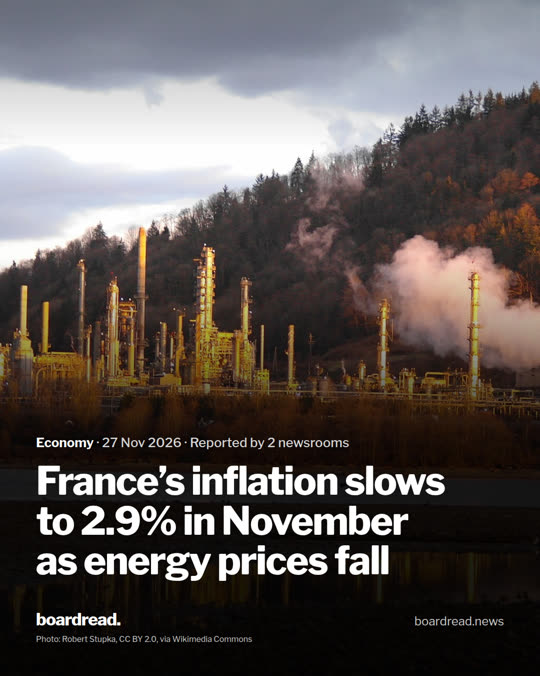 Economy · 27 Nov 2026 · Reported by 2 newsrooms
France’s inflation slows
to 2.9% in November
as energy prices fall
boardread.
boardread.news
Photo: Robert Stupka, CC BY 2.0, via Wikimedia Commons